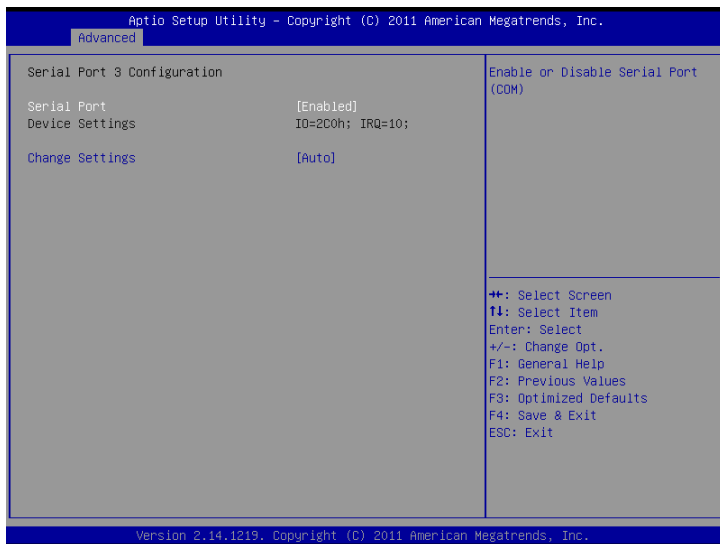 Aptio Setup Utility – Copyright (C) 2011 American Megatrends, Inc.
Advanced
Serial Port 3 Configuration
Serial Port [Enabled]
Device Settings IO=2C0h; IRQ=10;
Change Settings [Auto]
Enable or Disable Serial Port
(COM)
→←: Select Screen
↑↓: Select Item
Enter: Select
+/-: Change Opt.
F1: General Help
F2: Previous Values
F3: Optimized Defaults
F4: Save & Exit
ESC: Exit
Version 2.14.1219. Copyright (C) 2011 American Megatrends, Inc.